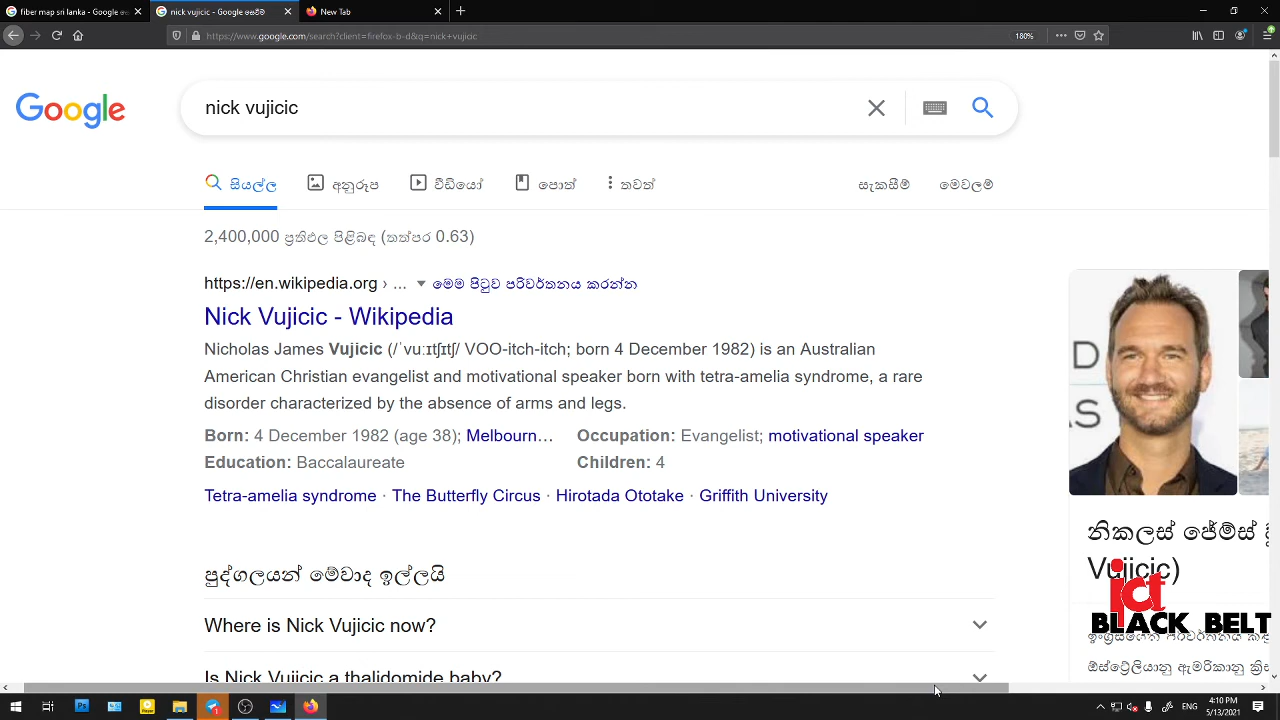 fiber map sri lanka - Google සෙ
nick vujicic - Google සෙවීම්
New Tab
https://www.google.com/search?client=firefox-b-d&q=nick+vujicic
180%
Google
nick vujicic
සියල්ල
අනුරූප
වීඩියෝ
පොත්
තවත්
සැකසීම්
මෙවලම්
2,400,000 ප්‍රතිඵල පිළිබඳ (තත්පර 0.63)
https://en.wikipedia.org › ... මෙම පිටුව පරිවර්තනය කරන්න
Nick Vujicic - Wikipedia
Nicholas James Vujicic (/ˈvuːɪtʃɪtʃ/ VOO-itch-itch; born 4 December 1982) is an Australian
American Christian evangelist and motivational speaker born with tetra-amelia syndrome, a rare
disorder characterized by the absence of arms and legs.
Born: 4 December 1982 (age 38); Melbourn... Occupation: Evangelist; motivational speaker
Education: Baccalaureate Children: 4
Tetra-amelia syndrome · The Butterfly Circus · Hirotada Ototake · Griffith University
පුද්ගලයන් මේවාද ඉල්ලයි
Where is Nick Vujicic now?
Is Nick Vujicic a thalidomide baby?
නිකලස් ජේම්ස්
Vujicic)
ict
BLACK BELT
ඕස්ට්‍රේලියානු ඇමරිකානු
ENG
4:10 PM
5/13/2021